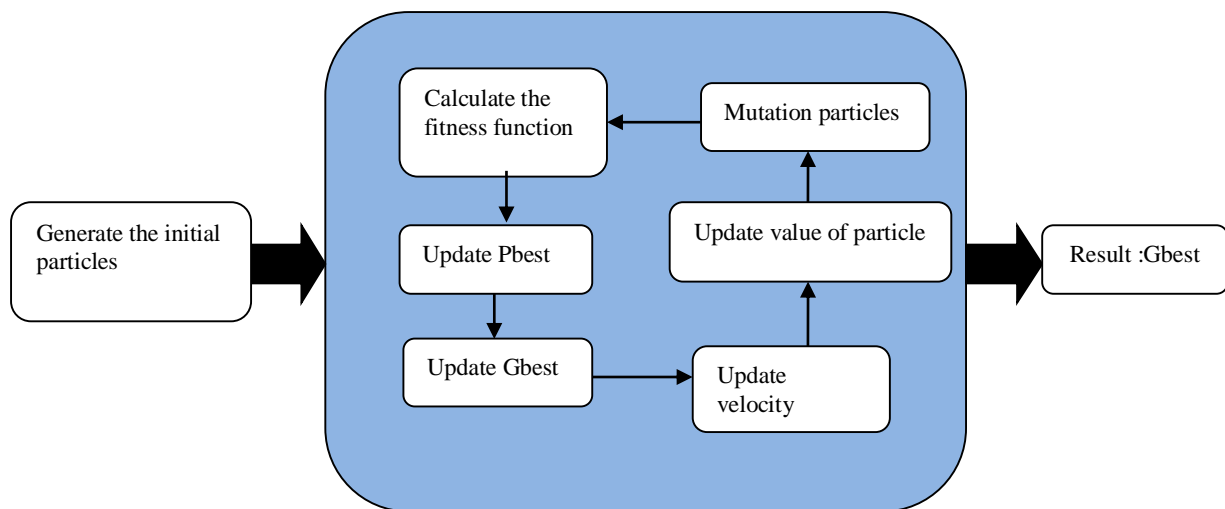 Generate the initial
particles
Calculate the
fitness function
Update Pbest
Update Gbest
Update
velocity
Update value of particle
Mutation particles
Result :Gbest